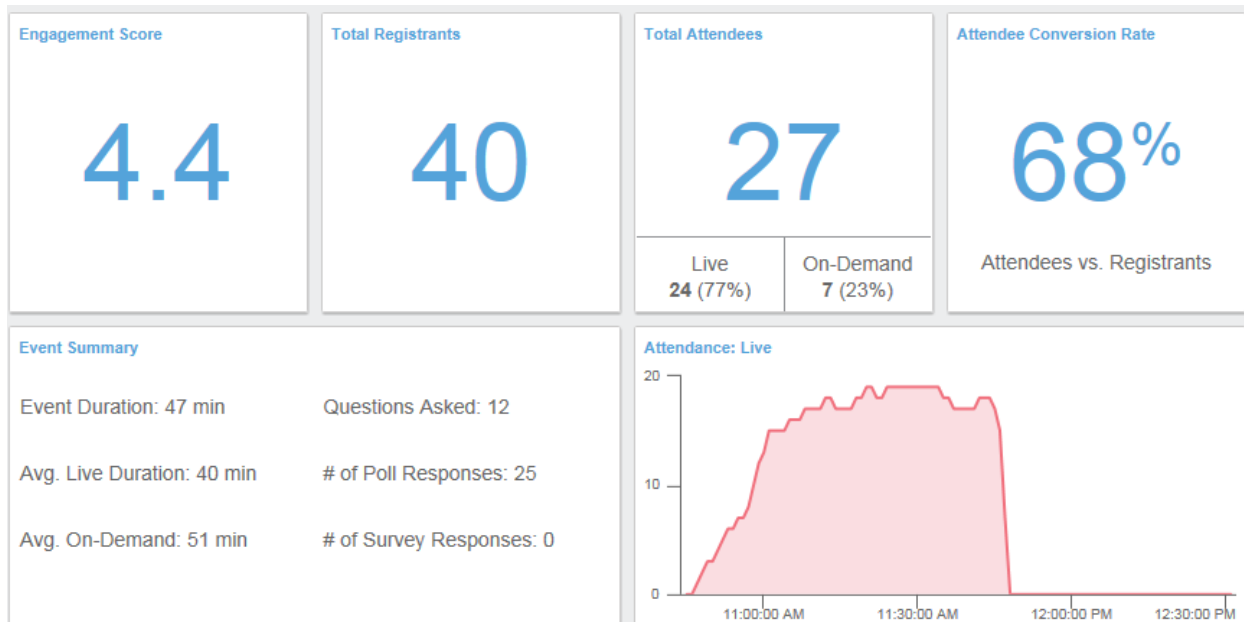 Engagement Score
4.4
Total Registrants
40
Total Attendees
27
Live
24 (77%)
On-Demand
7 (23%)
Attendee Conversion Rate
68%
Attendees vs. Registrants
Event Summary
Event Duration: 47 min
Avg. Live Duration: 40 min
Avg. On-Demand: 51 min
Questions Asked: 12
# of Poll Responses: 25
# of Survey Responses: 0
Attendance: Live
20
10
0
11:00:00 AM
11:30:00 AM
12:00:00 PM
12:30:00 PM